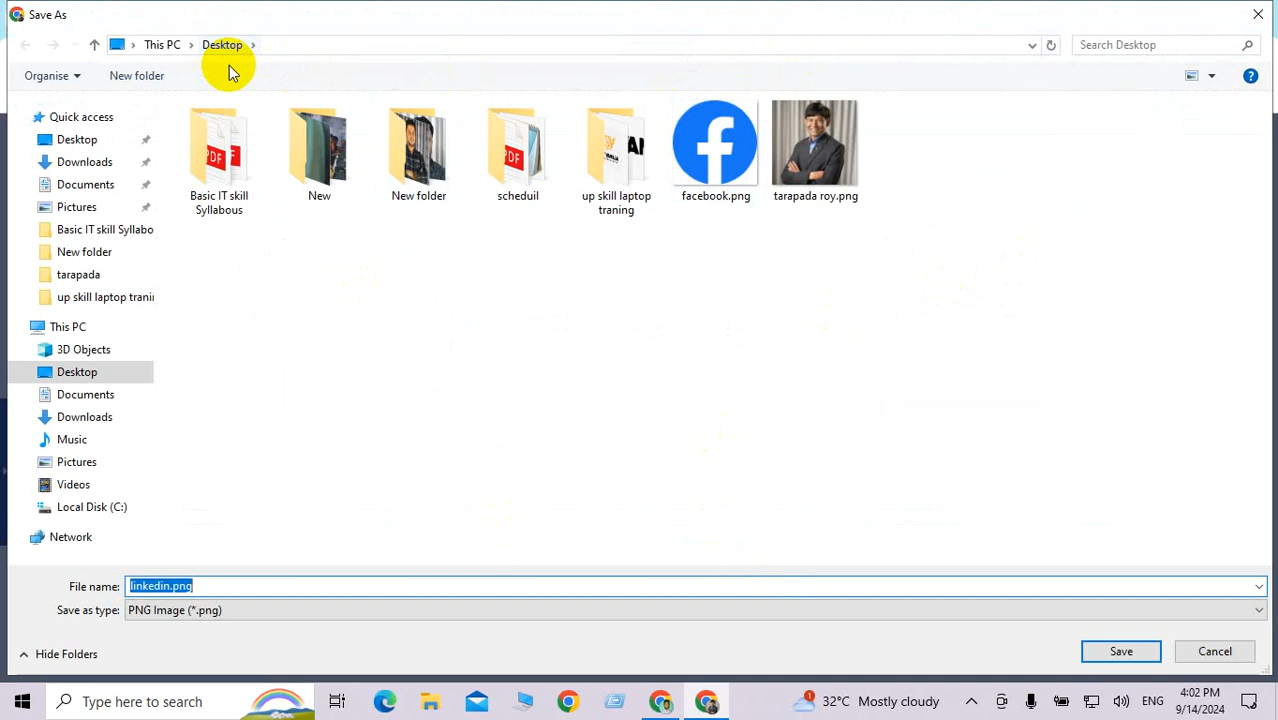 Save As
This PC
Desktop
Search Desktop
Organise
New folder
Quick access
Desktop
Downloads
Documents
Pictures
Basic IT skill Syllabo
New folder
tarapada
up skill laptop trani
This PC
3D Objects
Desktop
Documents
Downloads
Music
Pictures
Videos
Local Disk (C:)
Network
PDF
Basic IT skill
Syllabous
New
New folder
PDF
scheduil
up skill laptop
traning
facebook.png
tarapada roy.png
File name: linkedin.png
Save as type: PNG Image (*.png)
Hide Folders
Save
Cancel
Type here to search
32°C Mostly cloudy
ENG
4:02 PM
9/14/2024